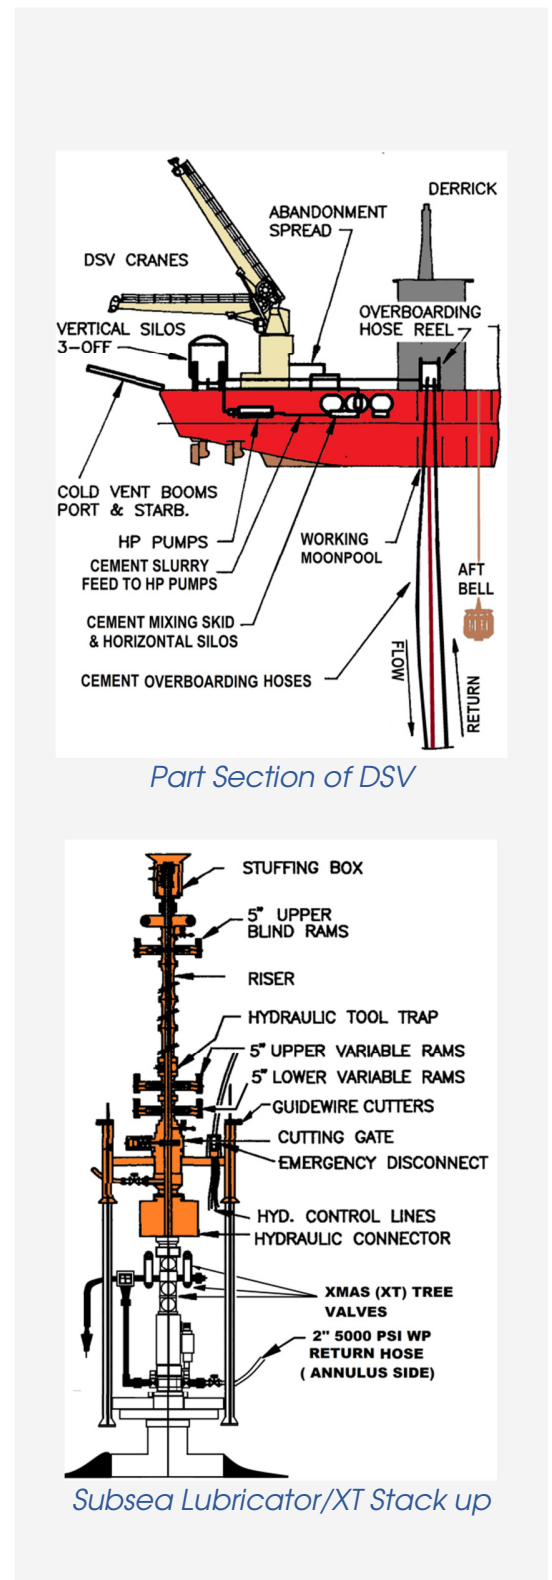 DERRICK
ABANDONMENT
SPREAD
DSV CRANES
OVERBOARDING
HOSE REEL
VERTICAL SILOS
3-OFF
COLD VENT BOOMS
PORT & STARB.
HP PUMPS
WORKING
MOONPOOL
CEMENT SLURRY
FEED TO HP PUMPS
AFT
BELL
CEMENT MIXING SKID
& HORIZONTAL SILOS
CEMENT OVERBOARDING HOSES
FLOW
RETURN
Part Section of DSV
STUFFING BOX
5" UPPER
BLIND RAMS
RISER
HYDRAULIC TOOL TRAP
5" UPPER VARIABLE RAMS
5" LOWER VARIABLE RAMS
GUIDEWIRE CUTTERS
CUTTING GATE
EMERGENCY DISCONNECT
HYD. CONTROL LINES
HYDRAULIC CONNECTOR
XMAS (XT) TREE
VALVES
2" 5000 PSI WP
RETURN HOSE
( ANNULUS SIDE)
Subsea Lubricator/XT Stack up